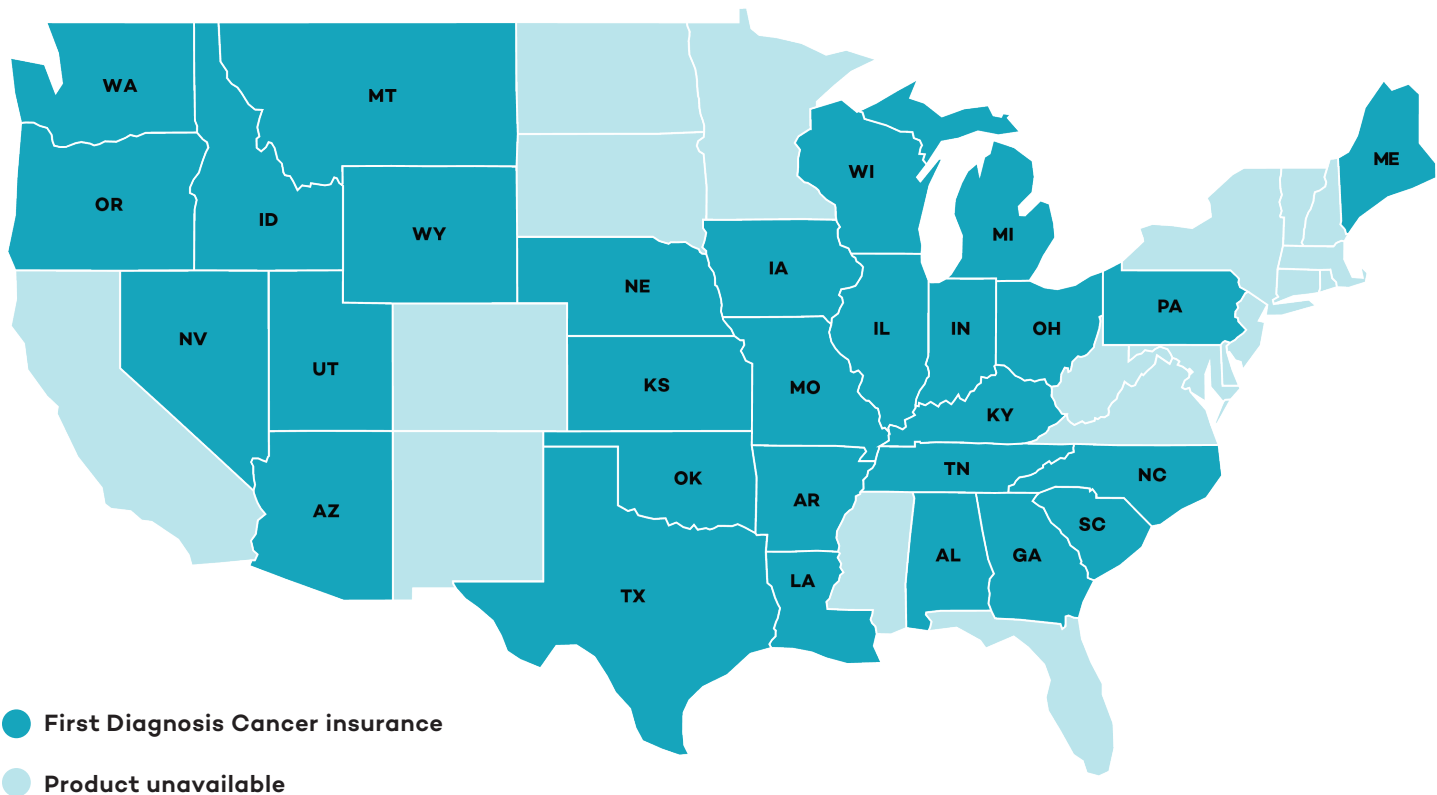 WA
MT
ME
WI
OR
ID
WY
MI
IA
NE
PA
NV
IL
IN
OH
UT
KS
MO
KY
TN
NC
OK
AR
AZ
SC
AL
GA
LA
TX
First Diagnosis Cancer insurance
Product unavailable